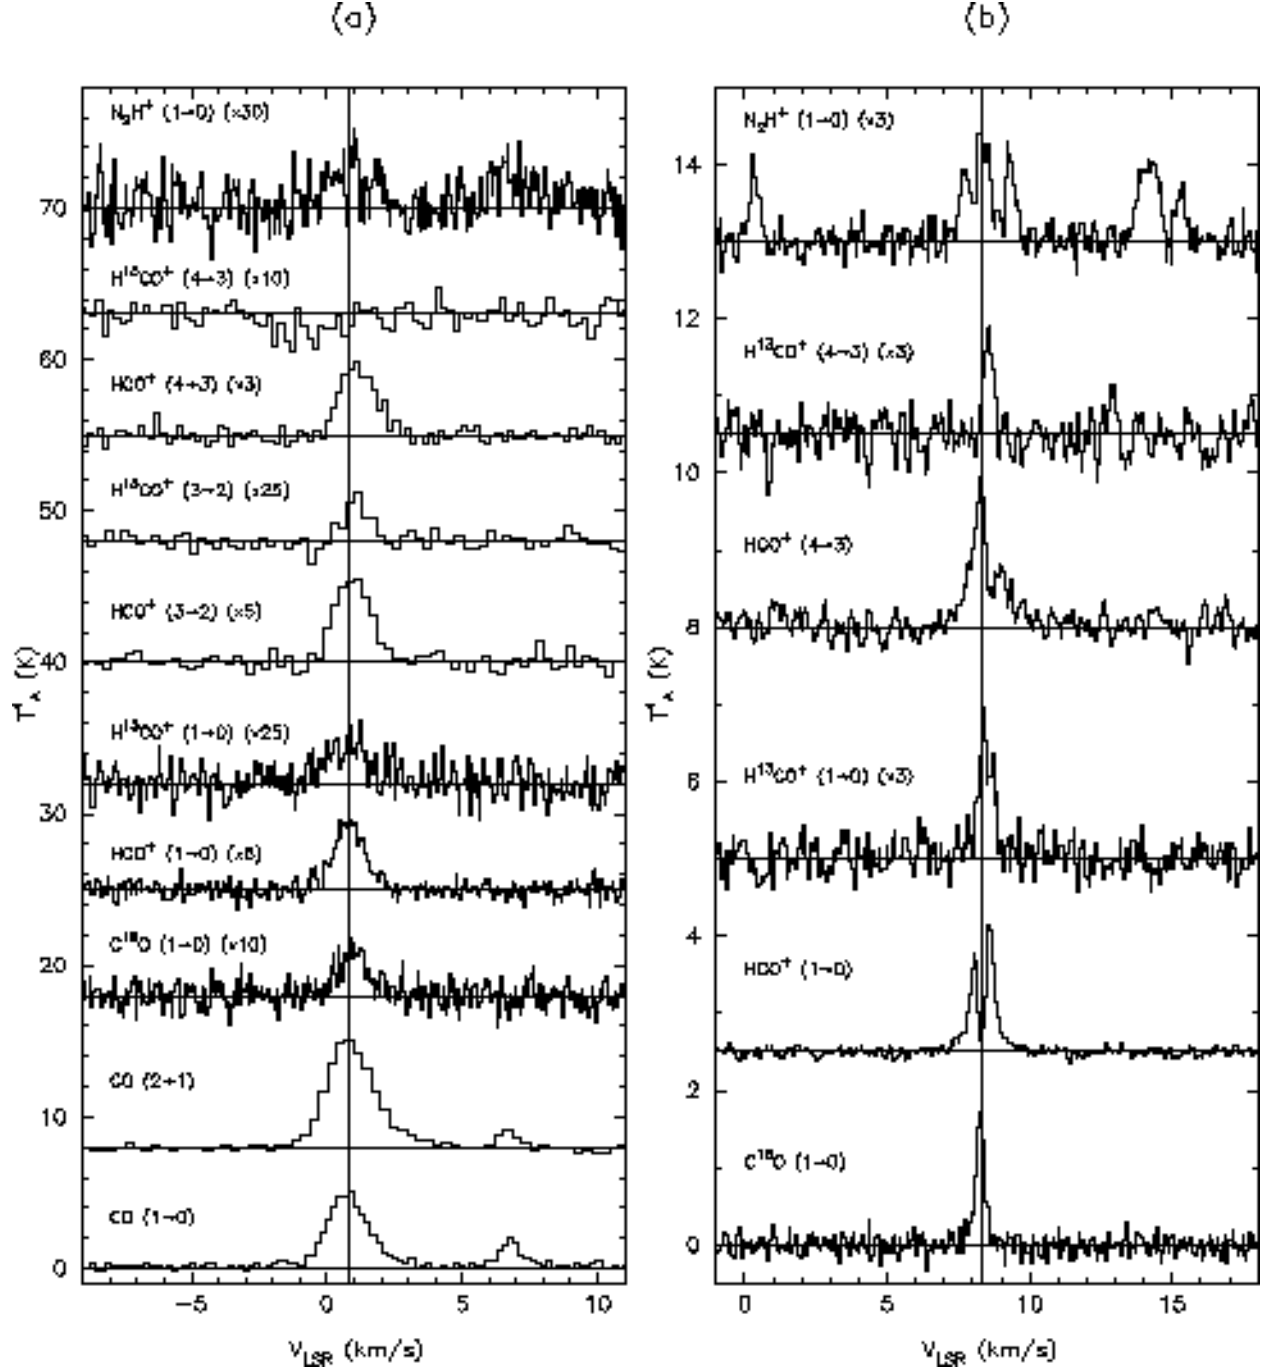 (a)
N₂H⁺ (1→0) (×30)
H¹³CO⁺ (4→3) (×10)
HCO⁺ (4→3) (×3)
H¹³CO⁺ (3→2) (×25)
HCO⁺ (3→2) (×5)
H¹³CO⁺ (1→0) (×25)
HCO⁺ (1→0)
C¹⁸O (1→0) (×10)
CO (2→1)
CO (1→0)
70
60
50
40
30
20
10
0
T*A (K)
−5 0 5 10
VLSR (km/s)
(b)
N₂H⁺ (1→0) (×3)
H¹³CO⁺ (4→3) (×3)
HCO⁺ (4→3)
H¹³CO⁺ (1→0) (×3)
HCO⁺ (1→0)
C¹⁸O (1→0)
14
12
10
8
6
4
2
0
T*A (K)
0 5 10 15
VLSR (km/s)